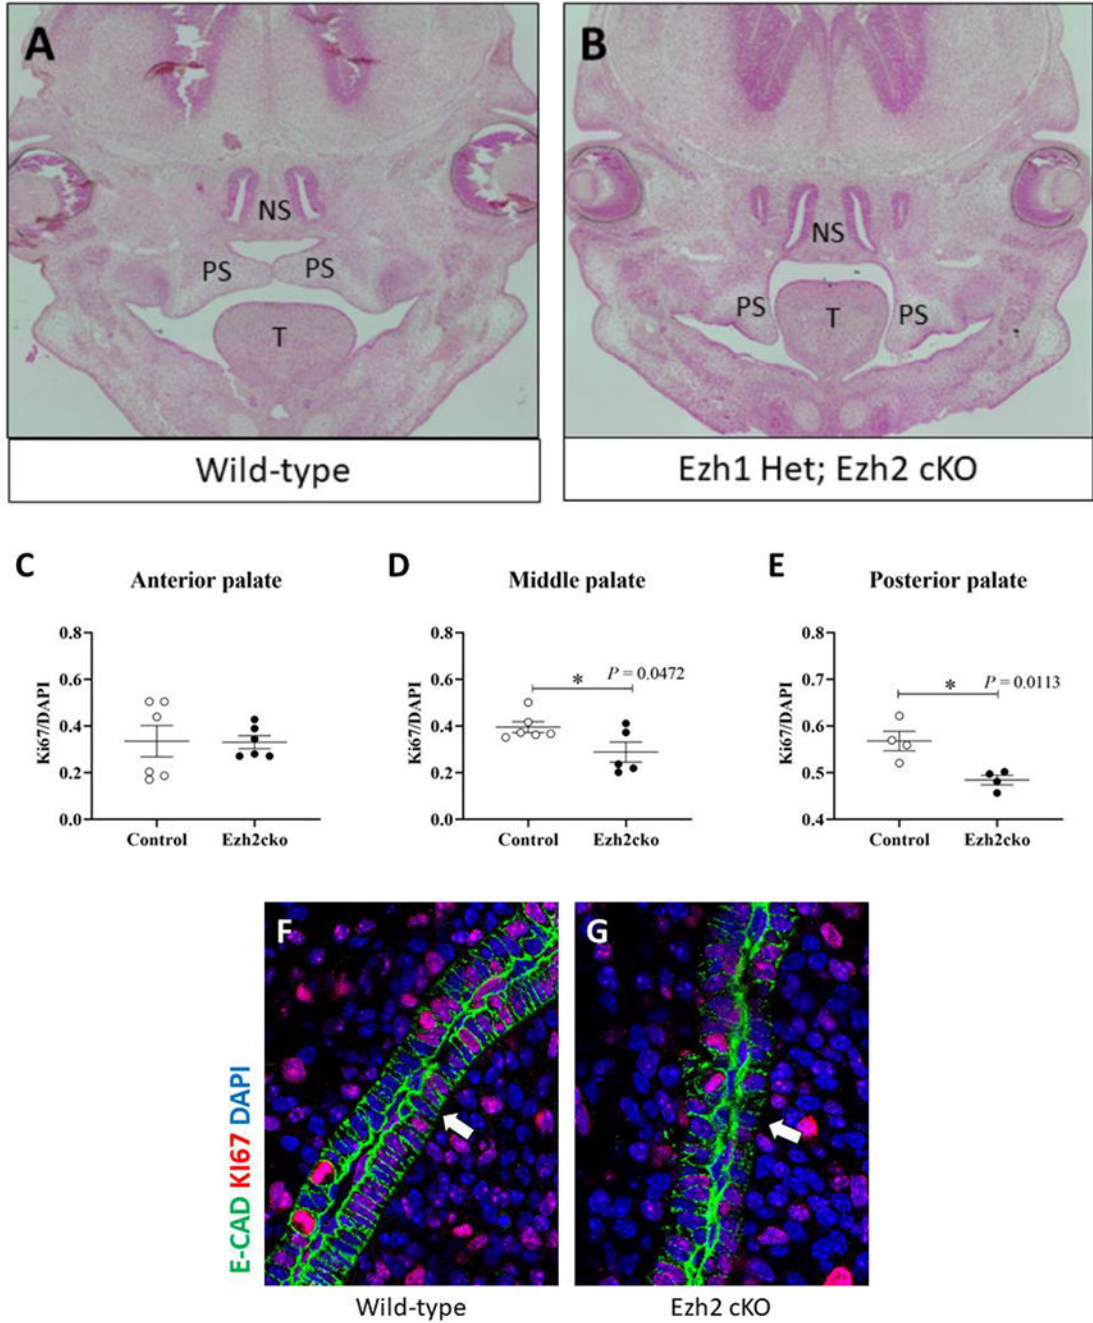 A
B
NS
PS PS
T
NS
PS T PS
Wild-type
Ezh1 Het; Ezh2 cKO
C
Anterior palate
Ki67/DAPI
0.8
0.6
0.4
0.2
0.0
Control Ezh2cko
D
Middle palate
Ki67/DAPI
0.8
0.6
0.4
0.2
0.0
* P = 0.0472
Control Ezh2cko
E
Posterior palate
Ki67/DAPI
0.8
0.7
0.6
0.5
0.4
* P = 0.0113
Control Ezh2cko
E-CAD KI67 DAPI
F
G
Wild-type
Ezh2 cKO